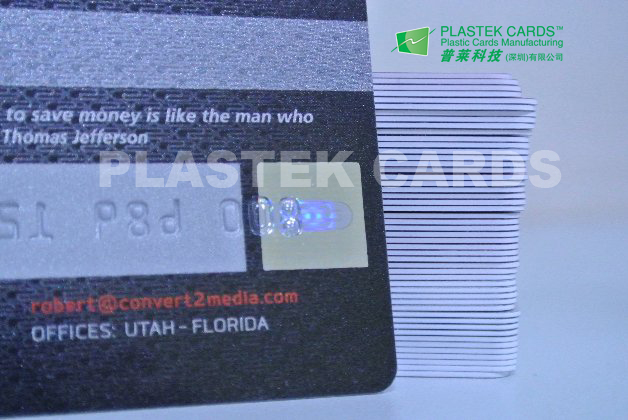 PLASTEK CARDS™
Plastic Cards Manufacturing
普莱科技 (深圳)有限公司
to save money is like the man who
Thomas Jefferson
PLASTEK CARDS
robert@convert2media.com
OFFICES: UTAH - FLORIDA